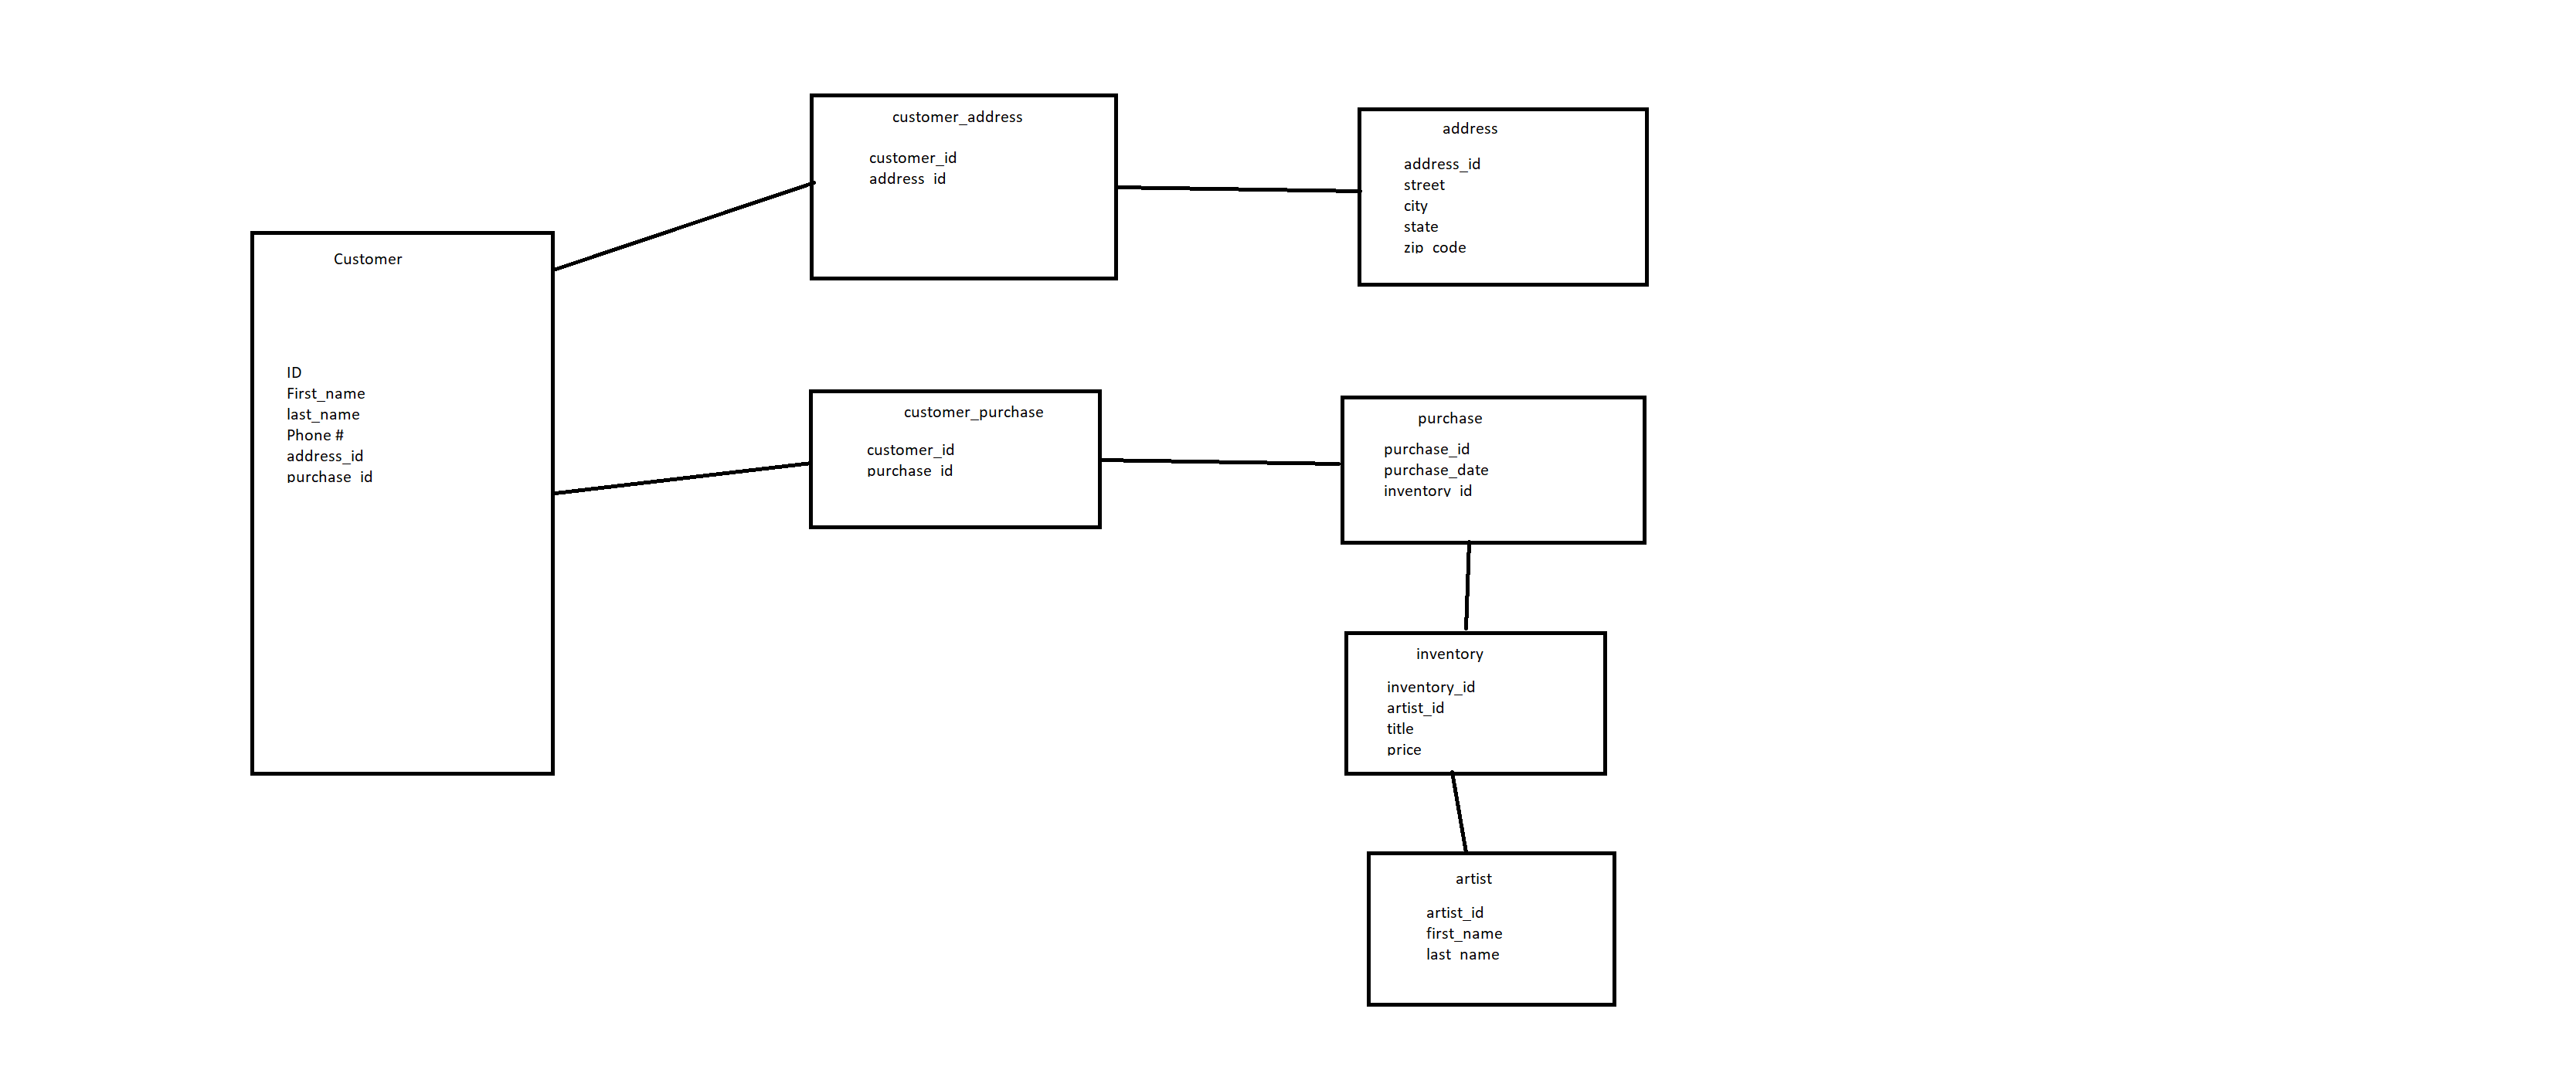 Customer
ID
First_name
last_name
Phone #
address_id
purchase_id
customer_address
customer_id
address_id
address
address_id
street
city
state
zip_code
customer_purchase
customer_id
purchase_id
purchase
purchase_id
purchase_date
inventory_id
inventory
inventory_id
artist_id
title
price
artist
artist_id
first_name
last_name